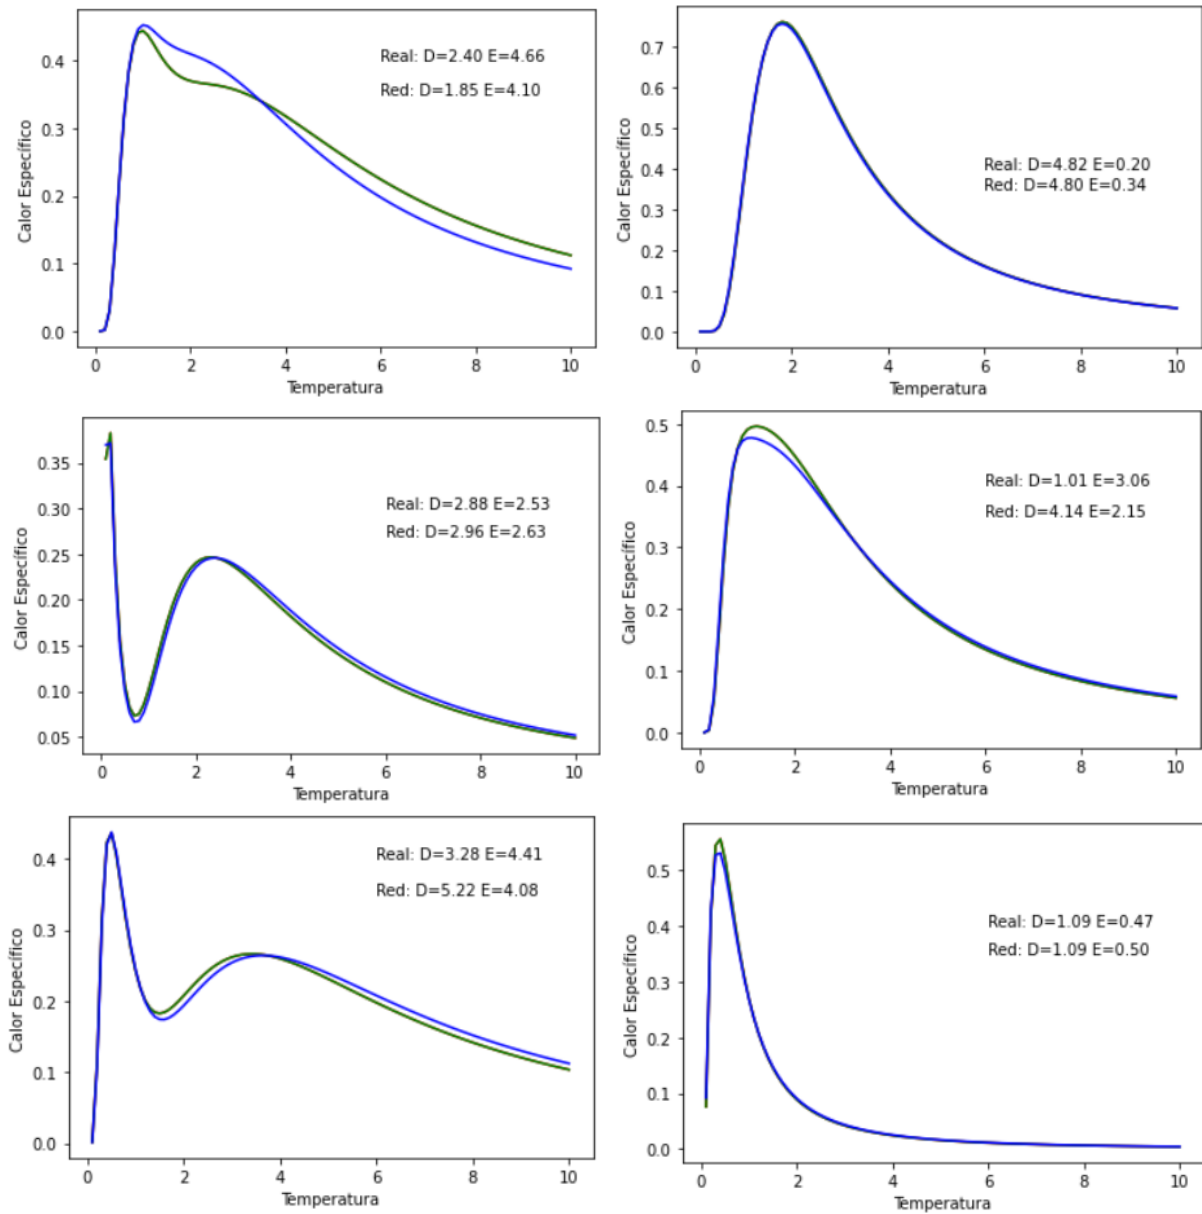 0.4
0.3
0.2
0.1
0.0
Calor Específico
Real: D=2.40 E=4.66
Red: D=1.85 E=4.10
0 2 4 6 8 10
Temperatura
0.7
0.6
0.5
0.4
0.3
0.2
0.1
0.0
Calor Específico
Real: D=4.82 E=0.20
Red: D=4.80 E=0.34
0 2 4 6 8 10
Temperatura
0.35
0.30
0.25
0.20
0.15
0.10
0.05
Calor Específico
Real: D=2.88 E=2.53
Red: D=2.96 E=2.63
0 2 4 6 8 10
Temperatura
0.5
0.4
0.3
0.2
0.1
0.0
Calor Específico
Real: D=1.01 E=3.06
Red: D=4.14 E=2.15
0 2 4 6 8 10
Temperatura
0.4
0.3
0.2
0.1
0.0
Calor Específico
Real: D=3.28 E=4.41
Red: D=5.22 E=4.08
0 2 4 6 8 10
Temperatura
0.5
0.4
0.3
0.2
0.1
0.0
Calor Específico
Real: D=1.09 E=0.47
Red: D=1.09 E=0.50
0 2 4 6 8 10
Temperatura